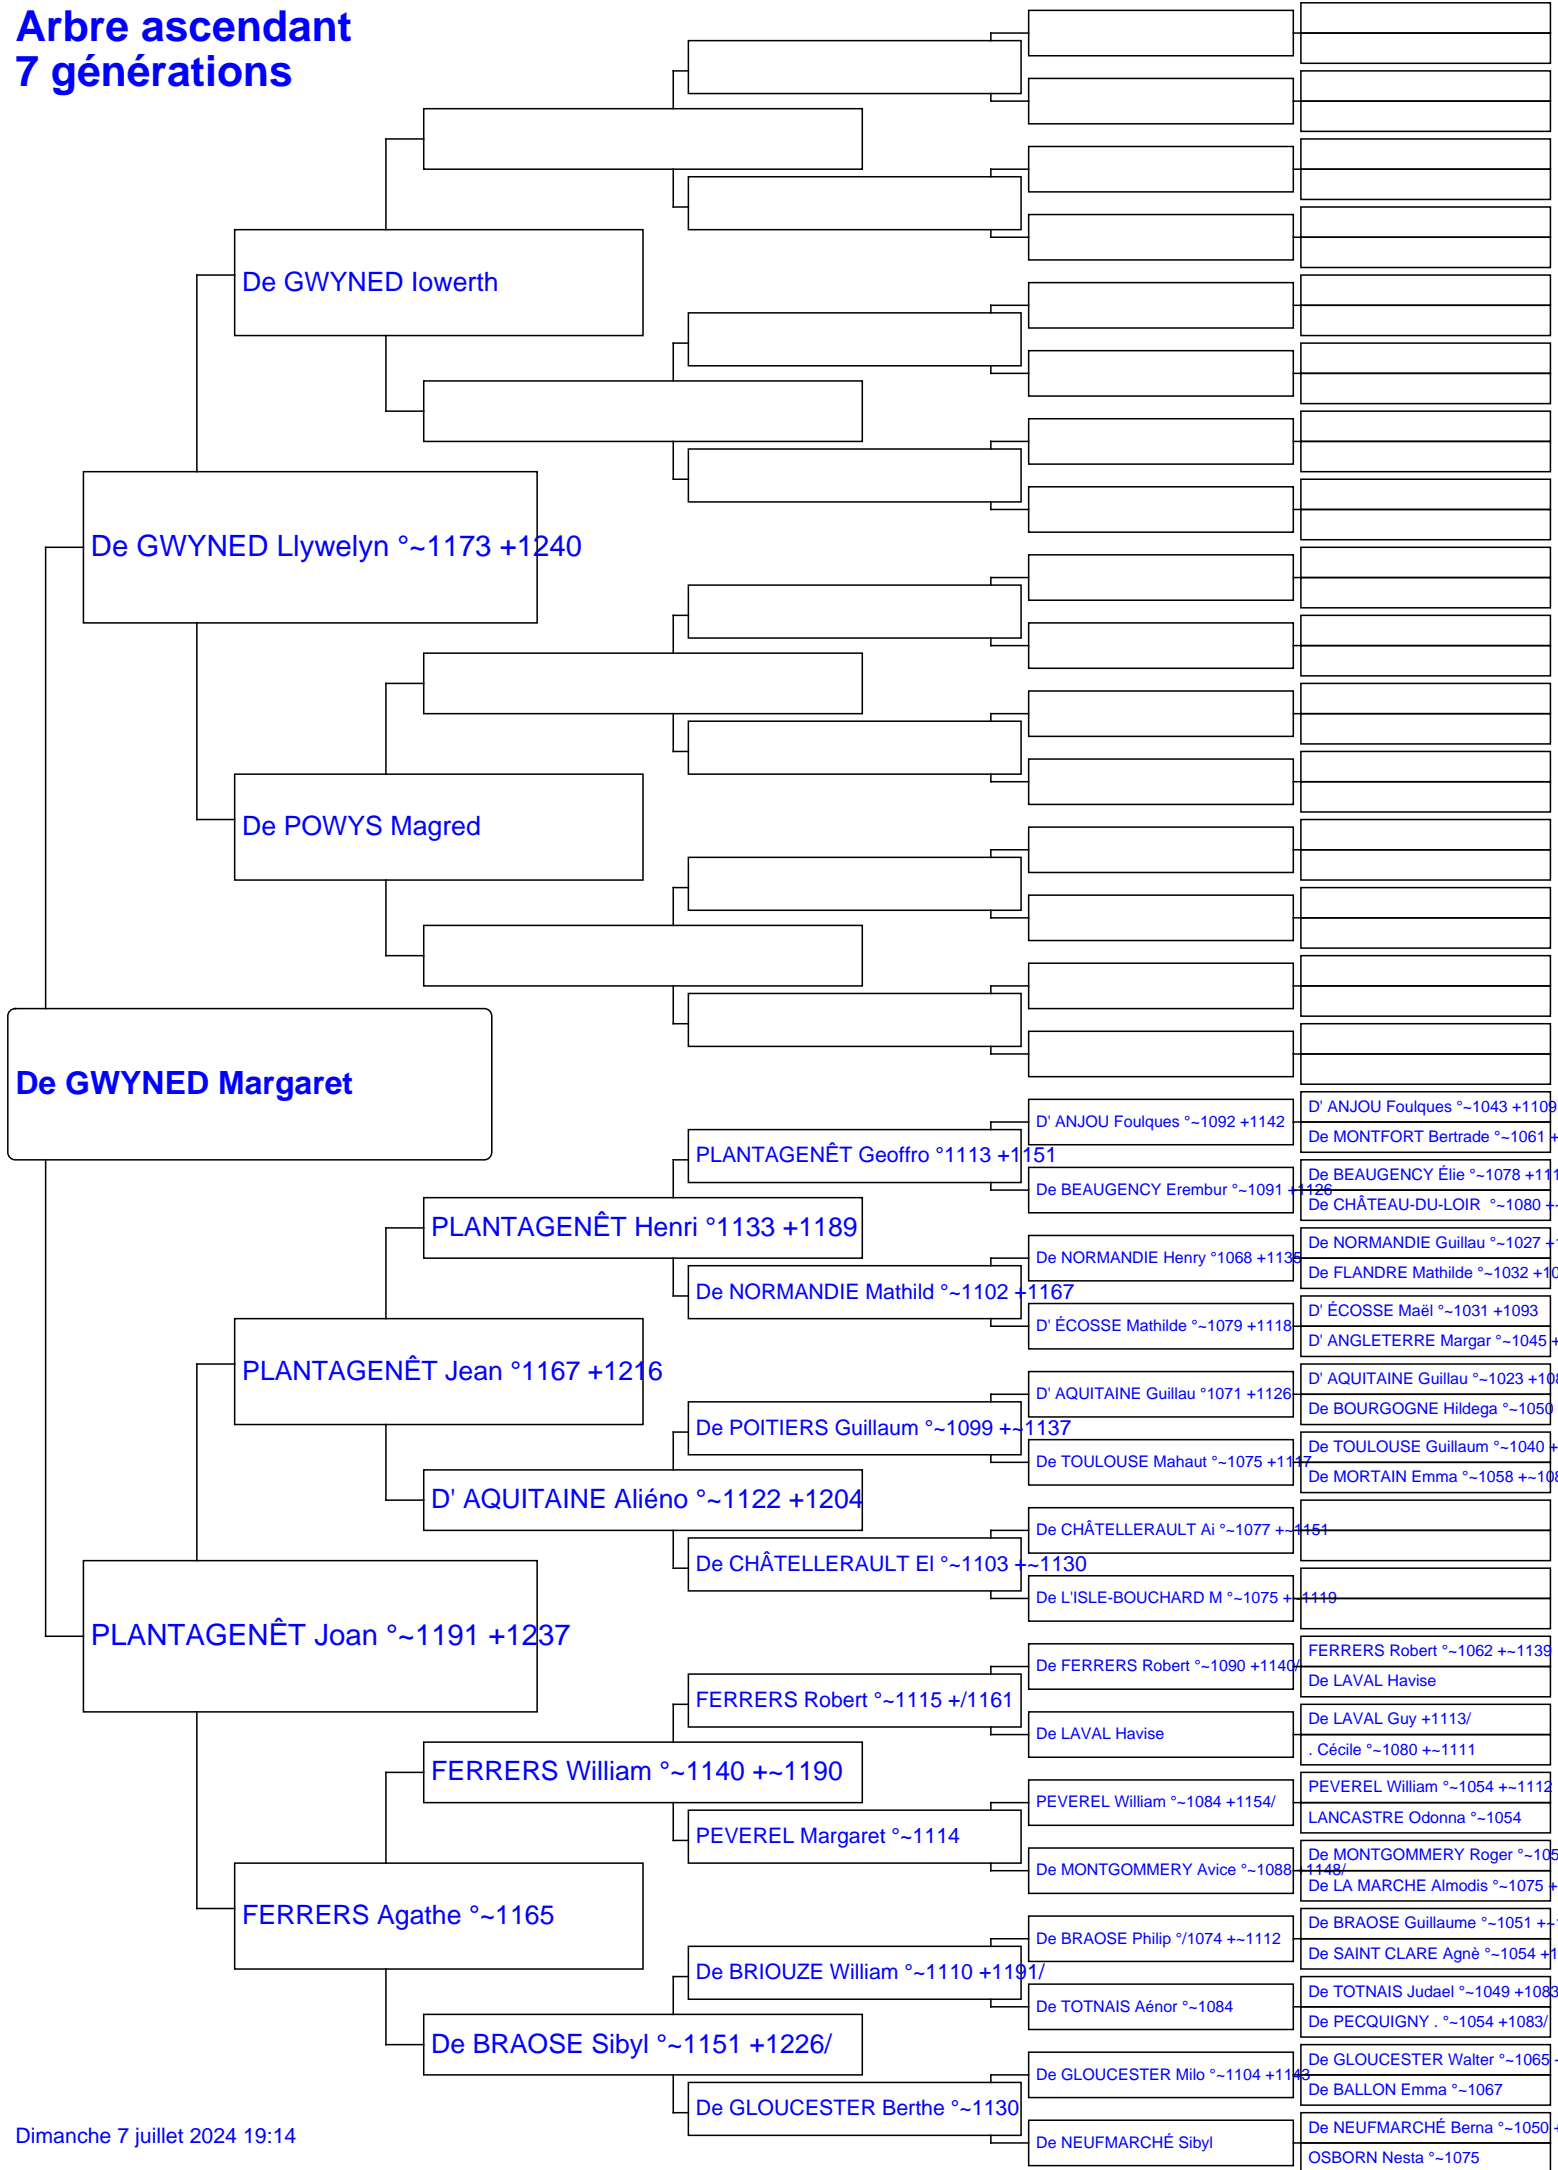 Arbre ascendant
7 générations
De GWYNED Iowerth
De GWYNED Llywelyn °~1173 +1240
De POWYS Magred
De GWYNED Margaret
D' ANJOU Foulques °~1043 +1109
D' ANJOU Foulques °~1092 +1142
De MONTFORT Bertrade °~1061 +
PLANTAGENÊT Geoffro °1113 +1151
De BEAUGENCY Élie °~1078 +111
De BEAUGENCY Erembur °~1091 +1126
De CHÂTEAU-DU-LOIR °~1080 +~
PLANTAGENÊT Henri °1133 +1189
De NORMANDIE Guillau °~1027 +1
De NORMANDIE Henry °1068 +1135
De FLANDRE Mathilde °~1032 +10
De NORMANDIE Mathild °~1102 +1167
D' ÉCOSSE Maël °~1031 +1093
D' ÉCOSSE Mathilde °~1079 +1118
D' ANGLETERRE Margar °~1045 +
PLANTAGENÊT Jean °1167 +1216
D' AQUITAINE Guillau °~1023 +108
D' AQUITAINE Guillau °1071 +1126
De BOURGOGNE Hildega °~1050
De POITIERS Guillaum °~1099 +~1137
De TOULOUSE Guillaum °~1040 +
De TOULOUSE Mahaut °~1075 +1117
De MORTAIN Emma °~1058 +~108
D' AQUITAINE Aliéno °~1122 +1204
De CHÂTELLERAULT Ai °~1077 +~1151
De CHÂTELLERAULT El °~1103 +~1130
De L'ISLE-BOUCHARD M °~1075 +~1119
PLANTAGENÊT Joan °~1191 +1237
FERRERS Robert °~1062 +~1139
De FERRERS Robert °~1090 +1140/
De LAVAL Havise
FERRERS Robert °~1115 +/1161
De LAVAL Guy +1113/
De LAVAL Havise
. Cécile °~1080 +~1111
FERRERS William °~1140 +~1190
PEVEREL William °~1054 +~1112
PEVEREL William °~1084 +1154/
LANCASTRE Odonna °~1054
PEVEREL Margaret °~1114
De MONTGOMMERY Roger °~105
De MONTGOMMERY Avice °~1088 +1148/
De LA MARCHE Almodis °~1075 +
FERRERS Agathe °~1165
De BRAOSE Guillaume °~1051 +~
De BRAOSE Philip °/1074 +~1112
De SAINT CLARE Agnè °~1054 +1
De BRIOUZE William °~1110 +1191/
De TOTNAIS Judael °~1049 +1083
De TOTNAIS Aénor °~1084
De PECQUIGNY . °~1054 +1083/
De BRAOSE Sibyl °~1151 +1226/
De GLOUCESTER Walter °~1065 +
De GLOUCESTER Milo °~1104 +1143
De BALLON Emma °~1067
De GLOUCESTER Berthe °~1130
De NEUFMARCHÉ Berna °~1050 +
De NEUFMARCHÉ Sibyl
OSBORN Nesta °~1075
Dimanche 7 juillet 2024 19:14